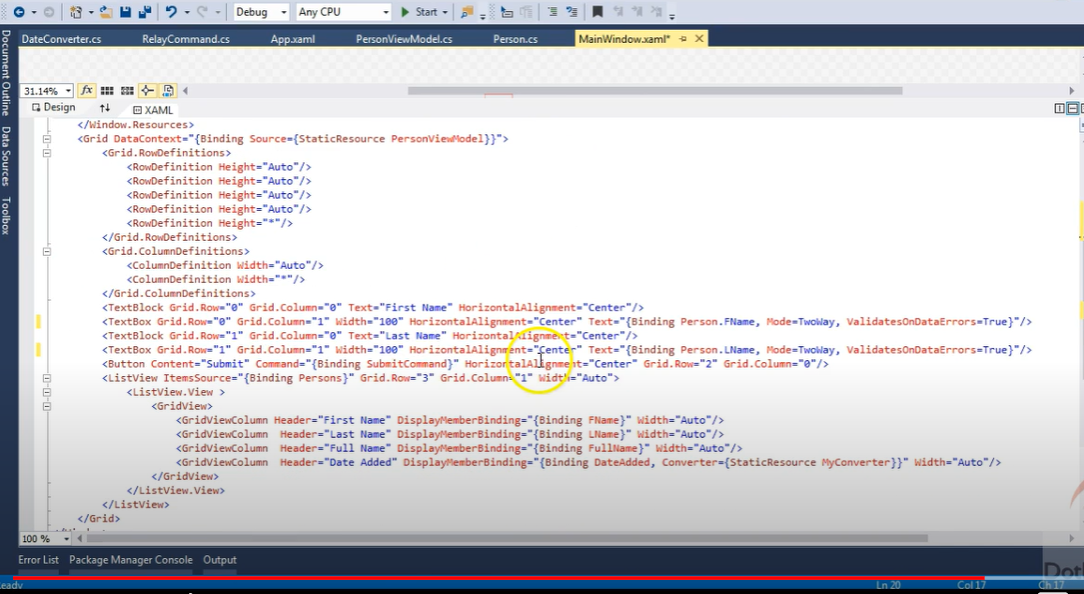 Debug
Any CPU
Start
DateConverter.cs
RelayCommand.cs
App.xaml
PersonViewModel.cs
Person.cs
MainWindow.xaml*
Document Outline
Data Sources
Toolbox
31.14%
fx
Design
XAML
</Window.Resources>
<Grid DataContext="{Binding Source={StaticResource PersonViewModel}}">
<Grid.RowDefinitions>
<RowDefinition Height="Auto"/>
<RowDefinition Height="Auto"/>
<RowDefinition Height="Auto"/>
<RowDefinition Height="Auto"/>
<RowDefinition Height="*"/>
</Grid.RowDefinitions>
<Grid.ColumnDefinitions>
<ColumnDefinition Width="Auto"/>
<ColumnDefinition Width="*"/>
</Grid.ColumnDefinitions>
<TextBlock Grid.Row="0" Grid.Column="0" Text="First Name" HorizontalAlignment="Center"/>
<TextBox Grid.Row="0" Grid.Column="1" Width="100" HorizontalAlignment="Center" Text="{Binding Person.FName, Mode=TwoWay, ValidatesOnDataErrors=True}"/>
<TextBlock Grid.Row="1" Grid.Column="0" Text="Last Name" HorizontalAlignment="Center"/>
<TextBox Grid.Row="1" Grid.Column="1" Width="100" HorizontalAlignment="Center" Text="{Binding Person.LName, Mode=TwoWay, ValidatesOnDataErrors=True}"/>
<Button Content="Submit" Command="{Binding SubmitCommand}" HorizontalAlignment="Center" Grid.Row="2" Grid.Column="0"/>
<ListView ItemsSource="{Binding Persons}" Grid.Row="3" Grid.Column="1" Width="Auto">
<ListView.View >
<GridView>
<GridViewColumn Header="First Name" DisplayMemberBinding="{Binding FName}" Width="Auto"/>
<GridViewColumn  Header="Last Name" DisplayMemberBinding="{Binding LName}" Width="Auto"/>
<GridViewColumn  Header="Full Name" DisplayMemberBinding="{Binding FullName}" Width="Auto"/>
<GridViewColumn  Header="Date Added" DisplayMemberBinding="{Binding DateAdded, Converter={StaticResource MyConverter}}" Width="Auto"/>
</GridView>
</ListView.View>
</ListView>
</Grid>
100 %
Error List
Package Manager Console
Output
Ln 20
Col 17
Ch 17